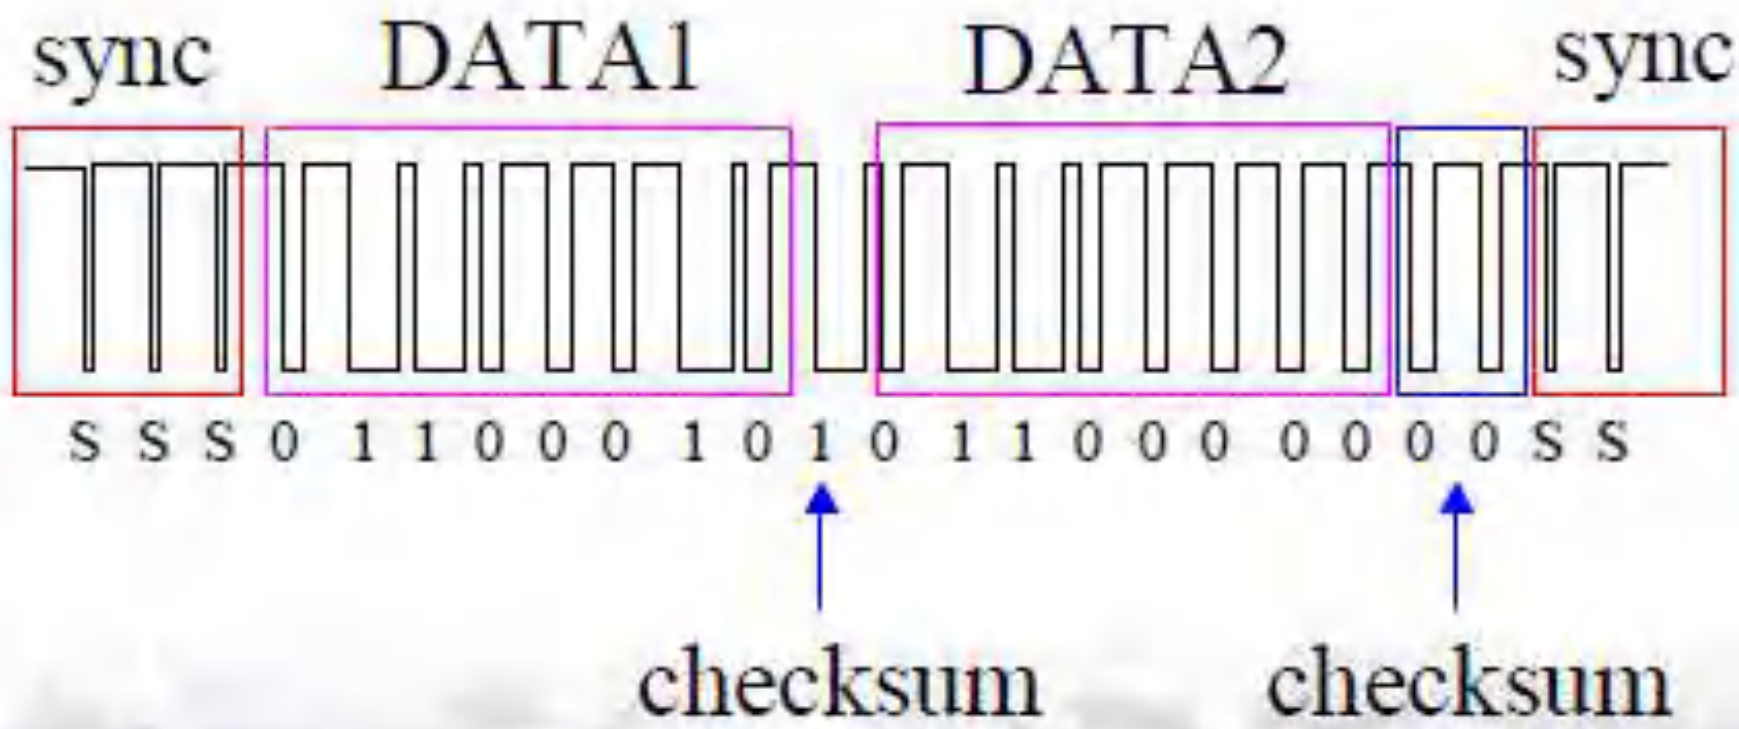 sync DATA1 DATA2 sync
S S S 0 1 1 0 0 0 1 0 1 0 1 1 0 0 0 0 0 0 0 S S
checksum checksum